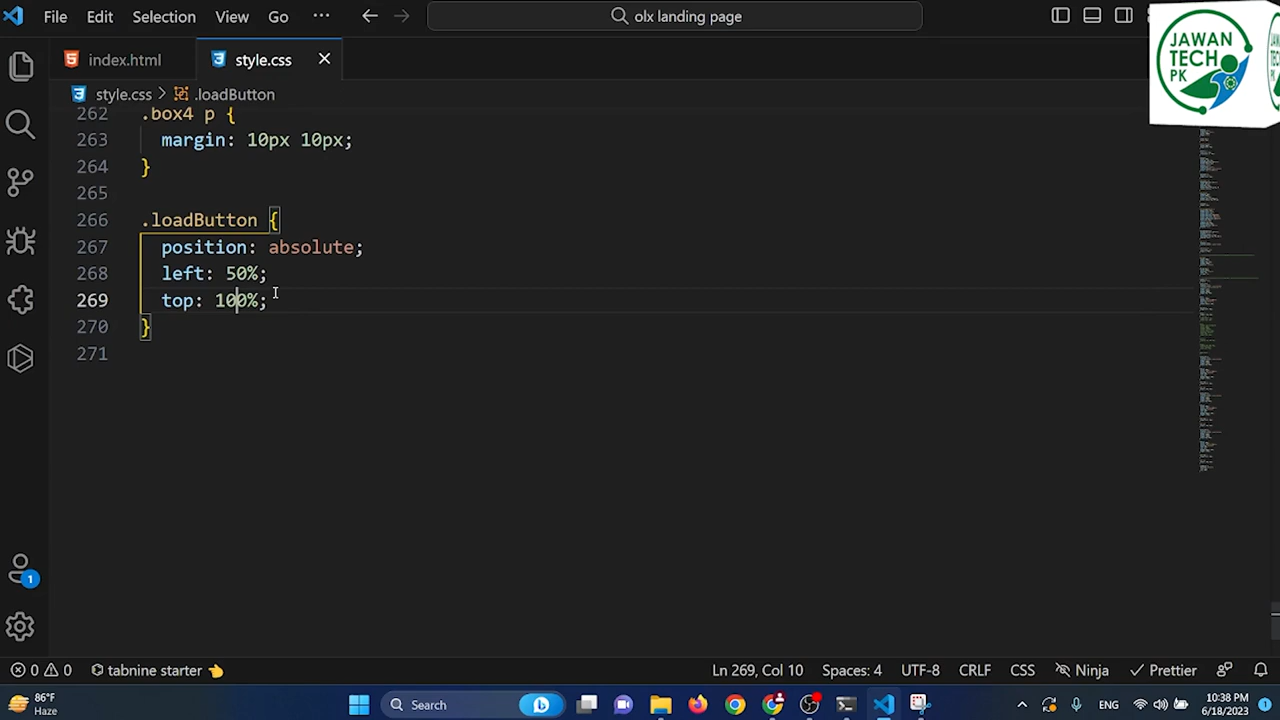 File Edit Selection View Go ··· olx landing page
JAWAN
TECH
PK
index.html style.css
style.css > .loadButton
262 .box4 p {
263 margin: 10px 10px;
264 }
265
266 .loadButton {
267 position: absolute;
268 left: 50%;
269 top: 100%;
270 }
271
1
0 0 tabnine starter Ln 269, Col 10 Spaces: 4 UTF-8 CRLF CSS Ninja Prettier
86°F
Haze
Search
ENG
10:38 PM
6/18/2023
1